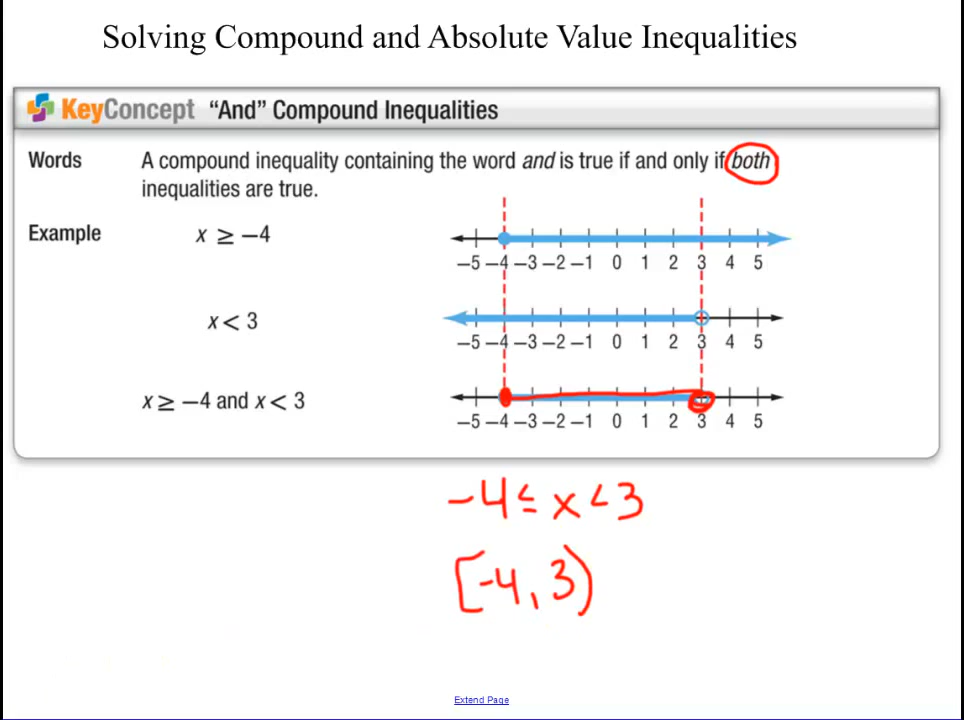 Solving Compound and Absolute Value Inequalities
KeyConcept "And" Compound Inequalities
Words A compound inequality containing the word and is true if and only if both
inequalities are true.
Example x ≥ −4
−5 −4 −3 −2 −1 0 1 2 3 4 5
x < 3
−5 −4 −3 −2 −1 0 1 2 3 4 5
x ≥ −4 and x < 3
−5 −4 −3 −2 −1 0 1 2 3 4 5
-4 ≤ x < 3
[-4, 3)
Extend Page